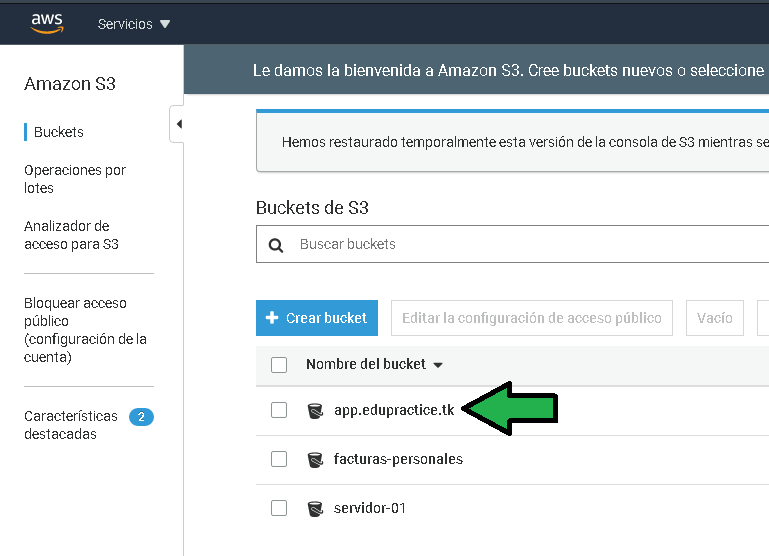 aws
Servicios
Le damos la bienvenida a Amazon S3. Cree buckets nuevos o seleccione
Amazon S3
Buckets
Operaciones por
lotes
Analizador de
acceso para S3
Bloquear acceso
público
(configuración de la
cuenta)
Características 2
destacadas
Hemos restaurado temporalmente esta versión de la consola de S3 mientras se
Buckets de S3
Buscar buckets
+ Crear bucket Editar la configuración de acceso público Vacío
Nombre del bucket
app.edupractice.tk
facturas-personales
servidor-01